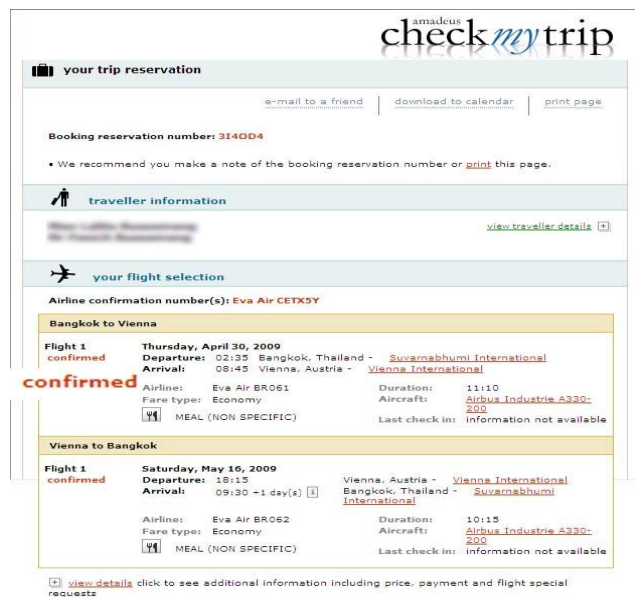 amadeus
checkmytrip
your trip reservation
e-mail to a friend download to calendar print page
Booking reservation number: 3I4OD4
• We recommend you make a note of the booking reservation number or print this page.
traveller information
view traveller details +
your flight selection
Airline confirmation number(s): Eva Air CETX5Y
Bangkok to Vienna
Flight 1 Thursday, April 30, 2009
confirmed Departure: 02:35 Bangkok, Thailand - Suvarnabhumi International
Arrival: 08:45 Vienna, Austria - Vienna International
confirmed
Airline: Eva Air BR061 Duration: 11:10
Fare type: Economy Aircraft: Airbus Industrie A330-
200
MEAL (NON SPECIFIC) Last check in: information not available
Vienna to Bangkok
Flight 1 Saturday, May 16, 2009
confirmed Departure: 18:15 Vienna, Austria - Vienna International
Arrival: 09:30 +1 day(s) i Bangkok, Thailand - Suvarnabhumi
International
Airline: Eva Air BR062 Duration: 10:15
Fare type: Economy Aircraft: Airbus Industrie A330-
200
MEAL (NON SPECIFIC) Last check in: information not available
+ view details click to see additional information including price, payment and flight special
requests